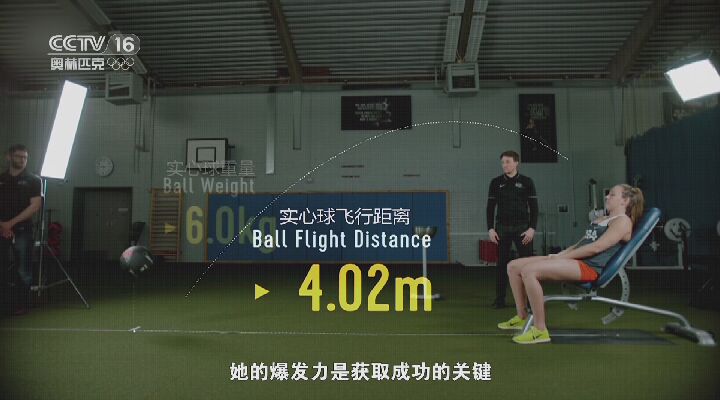 CCTV 16
奥林匹克
实心球重量
Ball Weight
6.0kg
实心球飞行距离
Ball Flight Distance
4.02m
她的爆发力是获取成功的关键